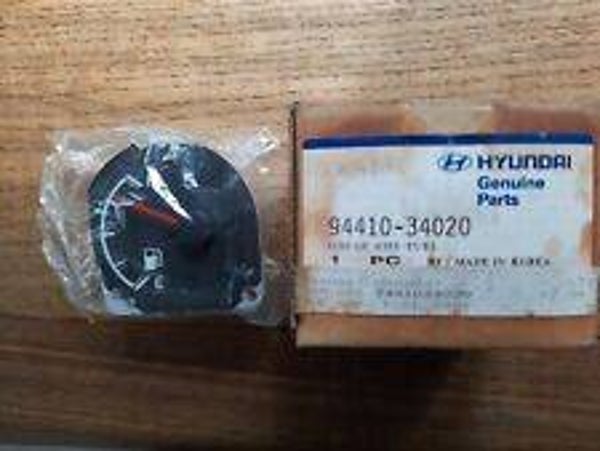 HYUNDAI
Genuine
Parts
94410-34020
1 PC MADE IN KOREA